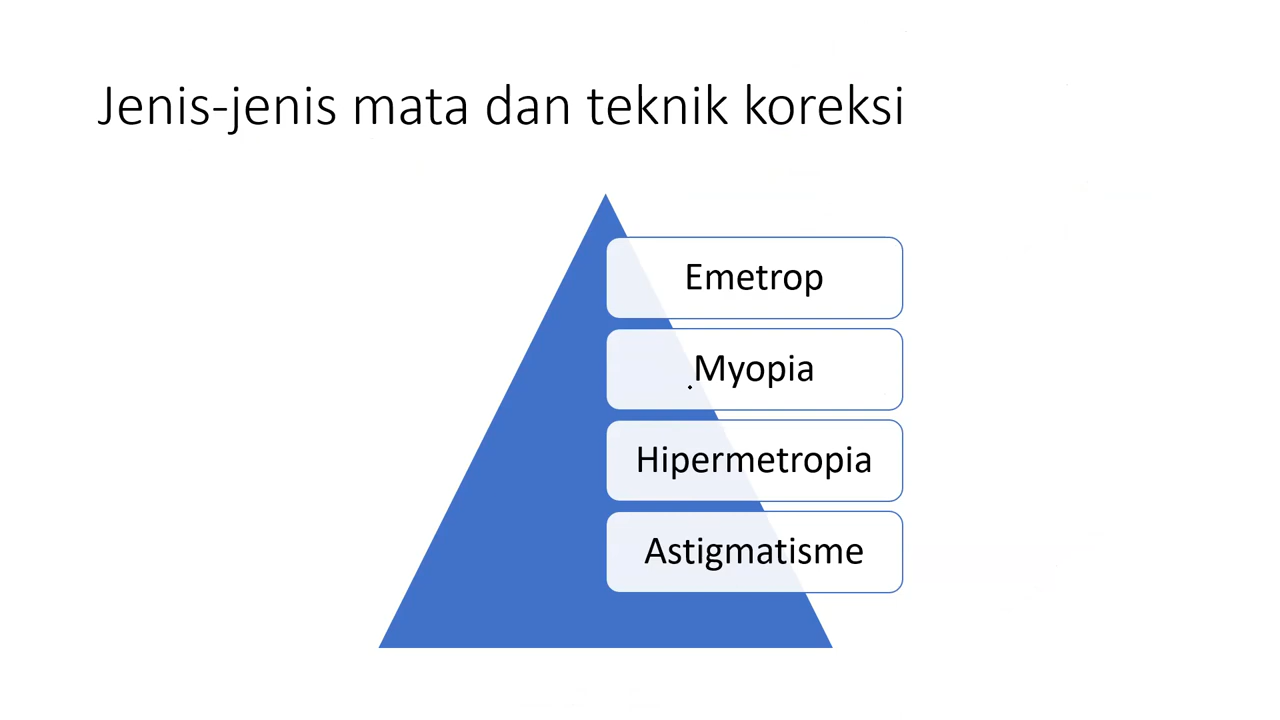 Jenis-jenis mata dan teknik koreksi
Emetrop
Myopia
Hipermetropia
Astigmatisme